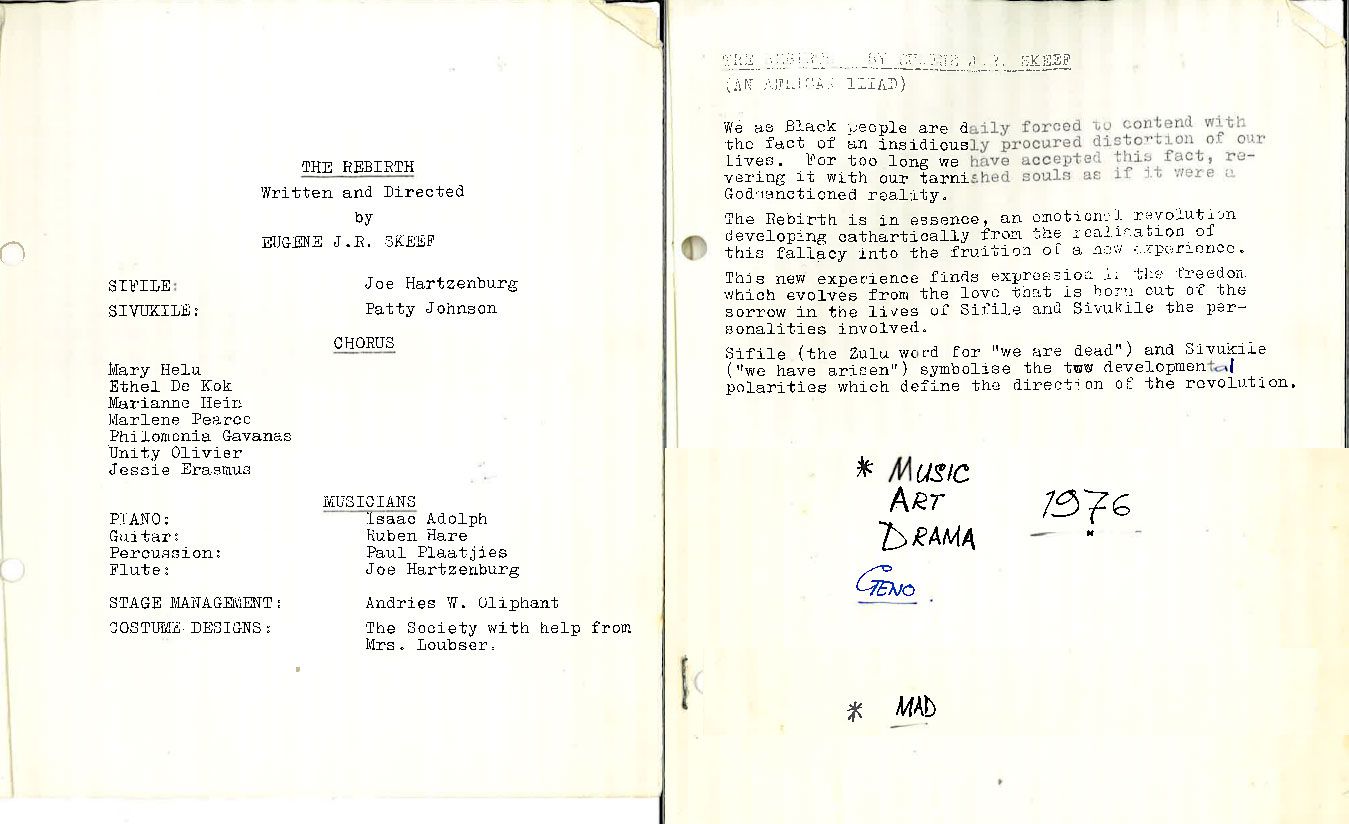 THE REBIRTH
Written and Directed
by
EUGENE J.R. SKEEF
SIFILE: Joe Hartzenburg
SIVUKILE: Patty Johnson
CHORUS
Mary Helu
Ethel De Kok
Marianne Hein
Marlene Pearce
Philomenia Gavanas
Unity Olivier
Jessie Erasmus
MUSICIANS
PIANO: Isaac Adolph
Guitar: Ruben Hare
Percussion: Paul Plaatjies
Flute: Joe Hartzenburg
STAGE MANAGEMENT: Andries W. Oliphant
COSTUME DESIGNS: The Society with help from
Mrs. Loubser.
THE REBIRTH BY EUGENE J.R. SKEEF
(AN AFRICAN ILIAD)
We as Black people are daily forced to contend with
the fact of an insidiously procured distortion of our
lives. For too long we have accepted this fact, re-
vering it with our tarnished souls as if it were a
Godsanctioned reality.
The Rebirth is in essence, an emotional revolution
developing cathartically from the realisation of
this fallacy into the fruition of a new experience.
This new experience finds expression in the freedom
which evolves from the love that is born out of the
sorrow in the lives of Sifile and Sivukile the per-
sonalities involved.
Sifile (the Zulu word for "we are dead") and Sivukile
("we have arisen") symbolise the two developmental
polarities which define the direction of the revolution.
* MUSIC
ART
DRAMA
1976
GENO.
* MAD